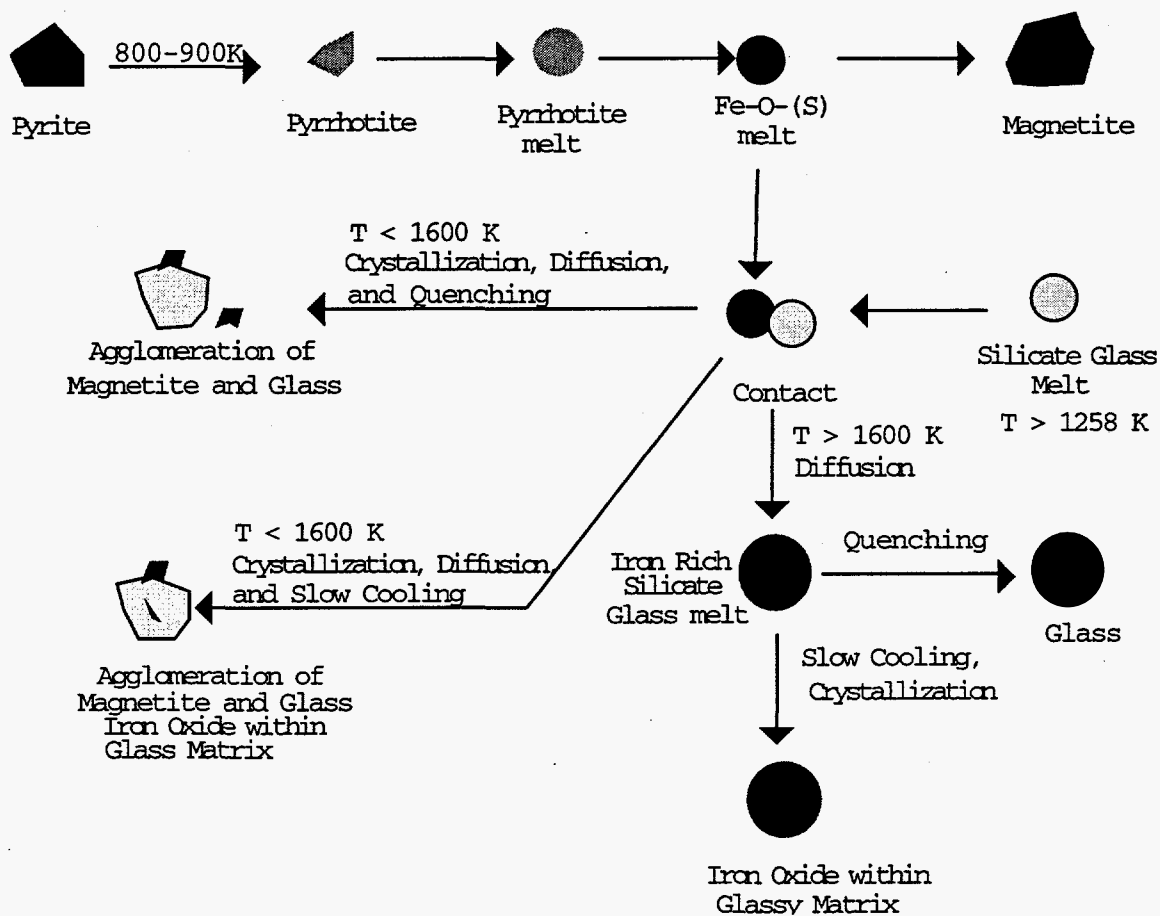 800-900K
Pyrite
Pyrrhotite
Pyrrhotite
melt
Fe-O-(S)
melt
Magnetite
T < 1600 K
Crystallization, Diffusion,
and Quenching
Agglomeration of
Magnetite and Glass
Contact
Silicate Glass
Melt
T > 1258 K
T > 1600 K
Diffusion
T < 1600 K
Crystallization, Diffusion,
and Slow Cooling
Agglomeration of
Magnetite and Glass
Iron Oxide within
Glass Matrix
Iron Rich
Silicate
Glass melt
Quenching
Glass
Slow Cooling,
Crystallization
Iron Oxide within
Glassy Matrix